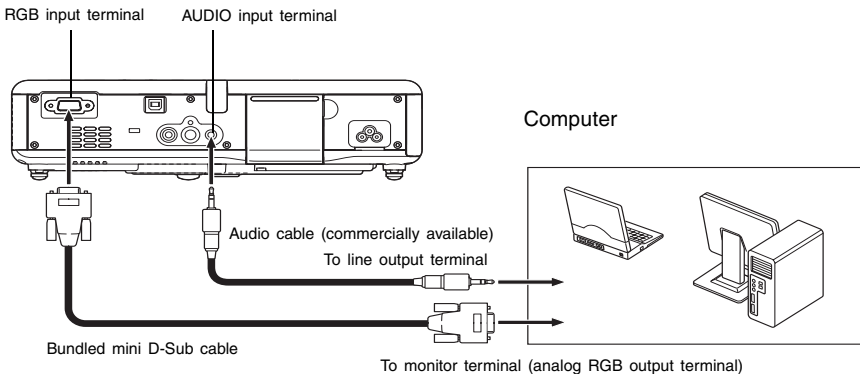 RGB input terminal
AUDIO input terminal
Computer
Audio cable (commercially available)
To line output terminal
Bundled mini D-Sub cable
To monitor terminal (analog RGB output terminal)